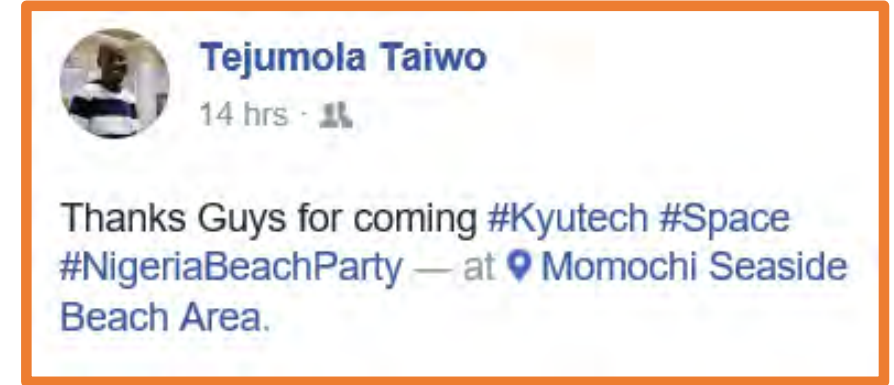 Tejumola Taiwo
14 hrs ·
Thanks Guys for coming #Kyutech #Space
#NigeriaBeachParty — at Momochi Seaside
Beach Area.